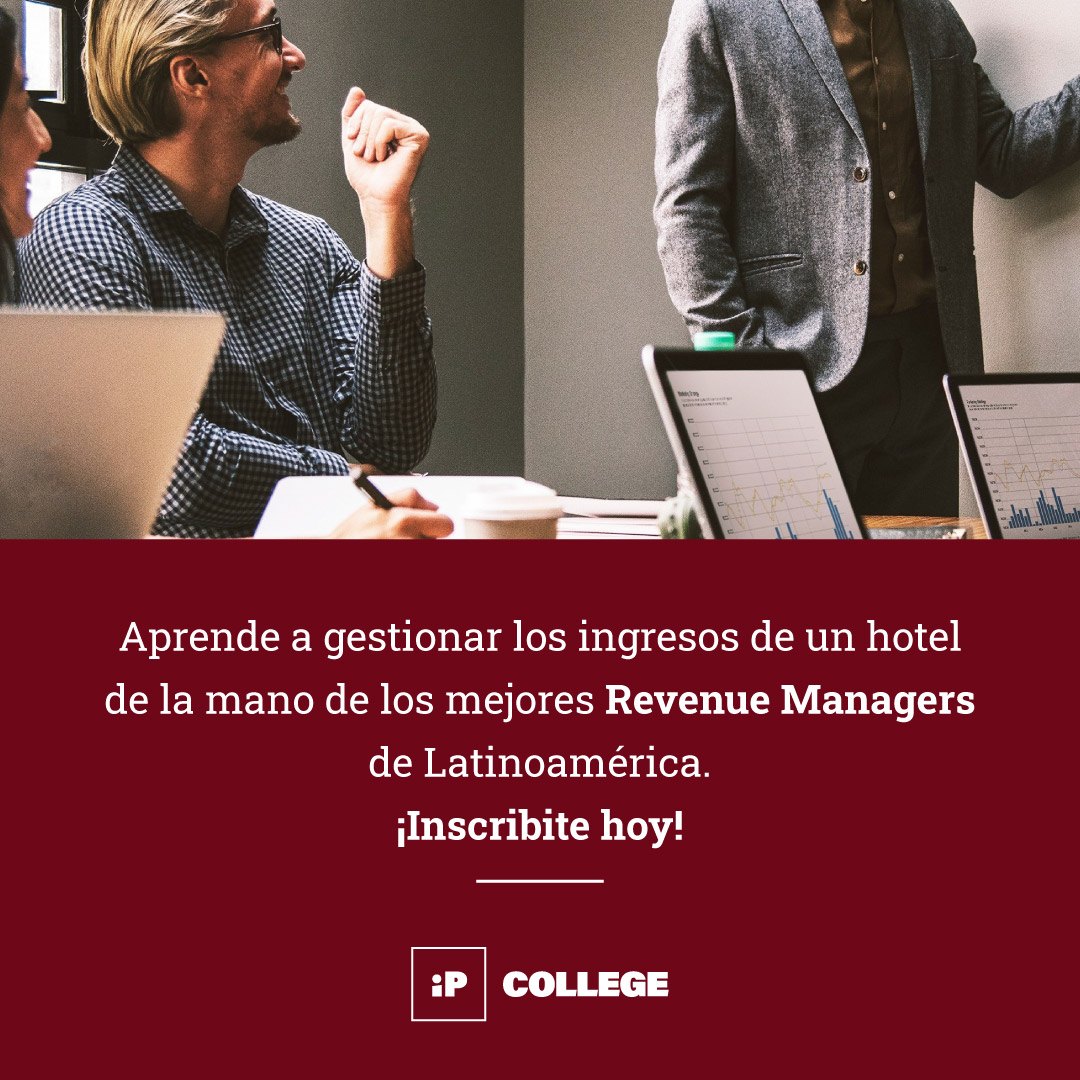 Aprende a gestionar los ingresos de un hotel
de la mano de los mejores Revenue Managers
de Latinoamérica.
¡Inscribite hoy!
iP COLLEGE